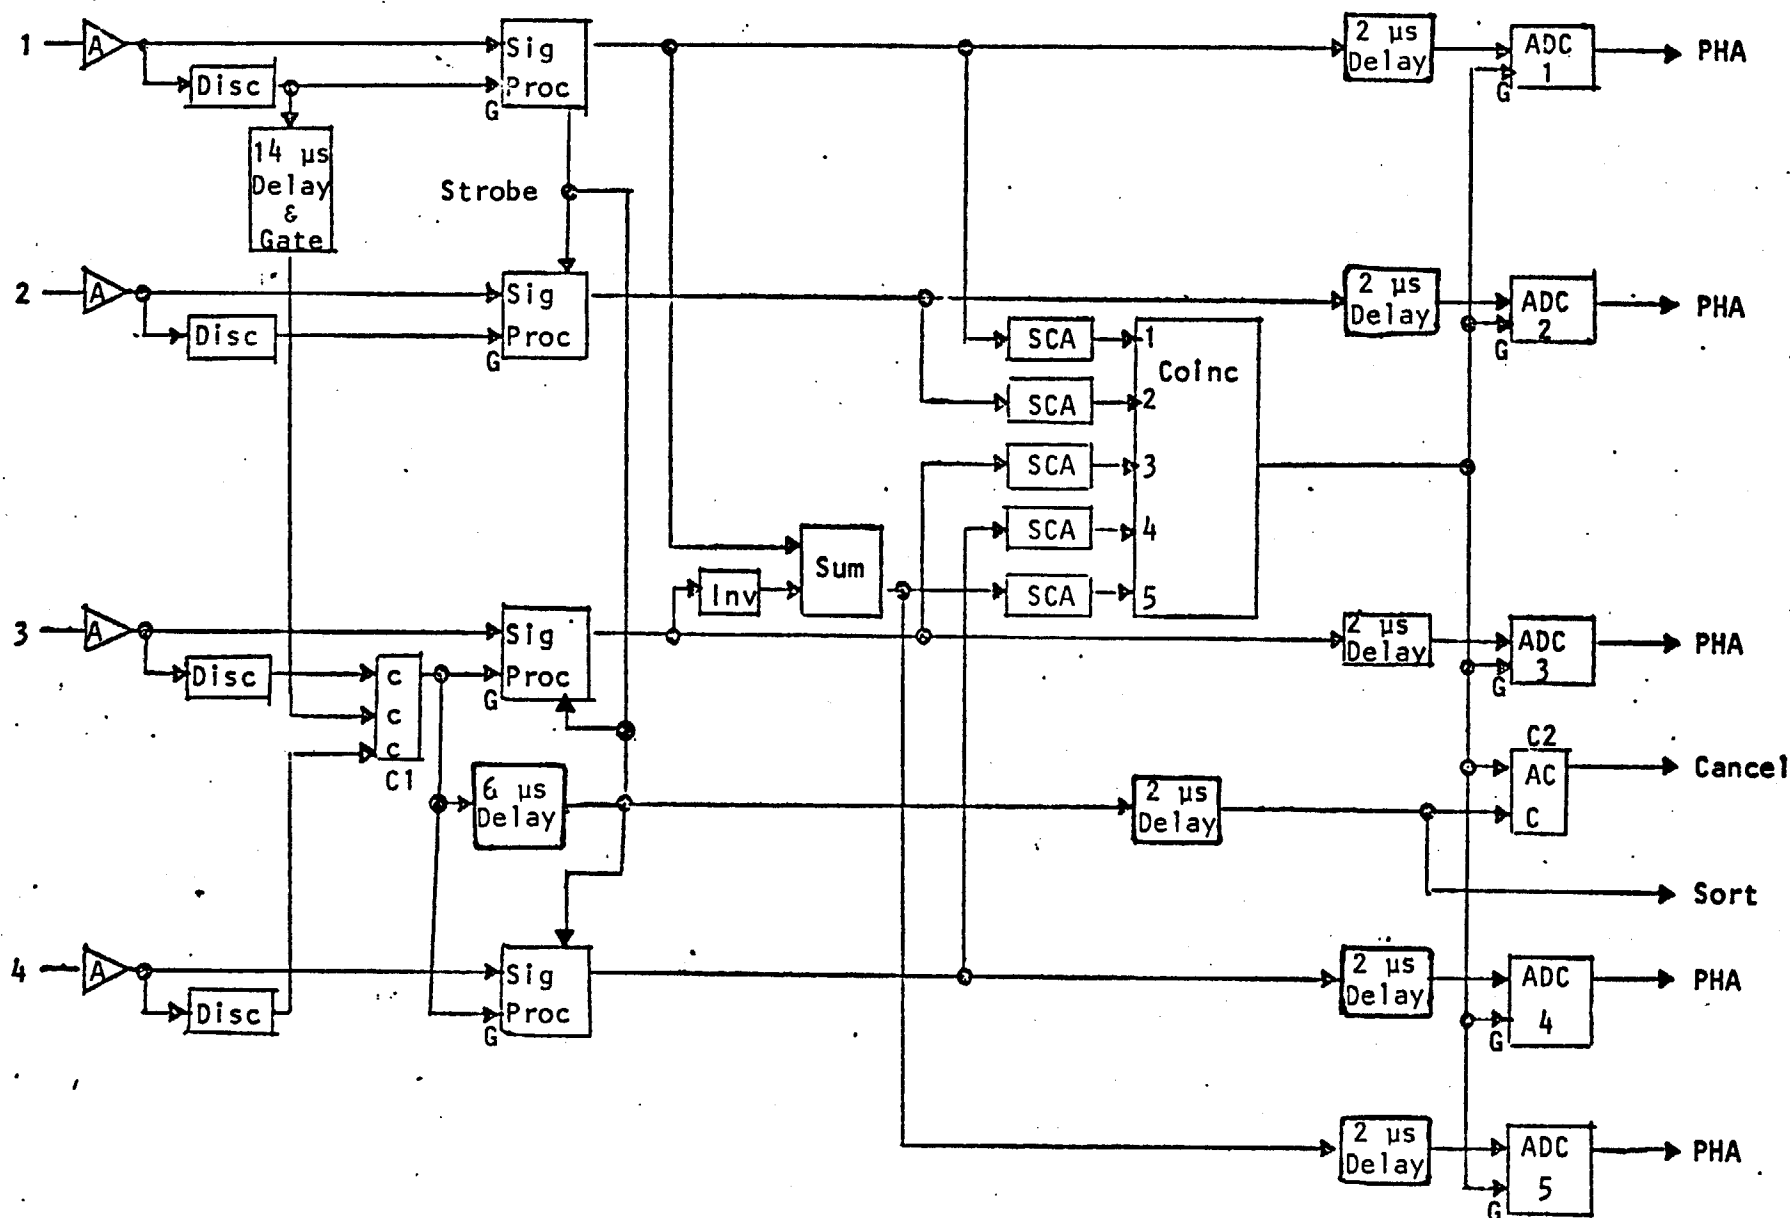 1
A
Sig
Proc
G
Disc
14 μs
Delay
&
Gate
Strobe
2 μs
Delay
ADC
1
G
PHA
2
A
Sig
Proc
G
Disc
2 μs
Delay
ADC
2
G
PHA
SCA
1
Coinc
SCA
2
SCA
3
SCA
4
SCA
5
Sum
Inv
3
A
Sig
Proc
G
Disc
c
c
c
C1
2 μs
Delay
ADC
3
G
PHA
6 μs
Delay
2 μs
Delay
C2
AC
C
Cancel
Sort
4
A
Sig
Proc
G
Disc
2 μs
Delay
ADC
4
G
PHA
2 μs
Delay
ADC
5
G
PHA